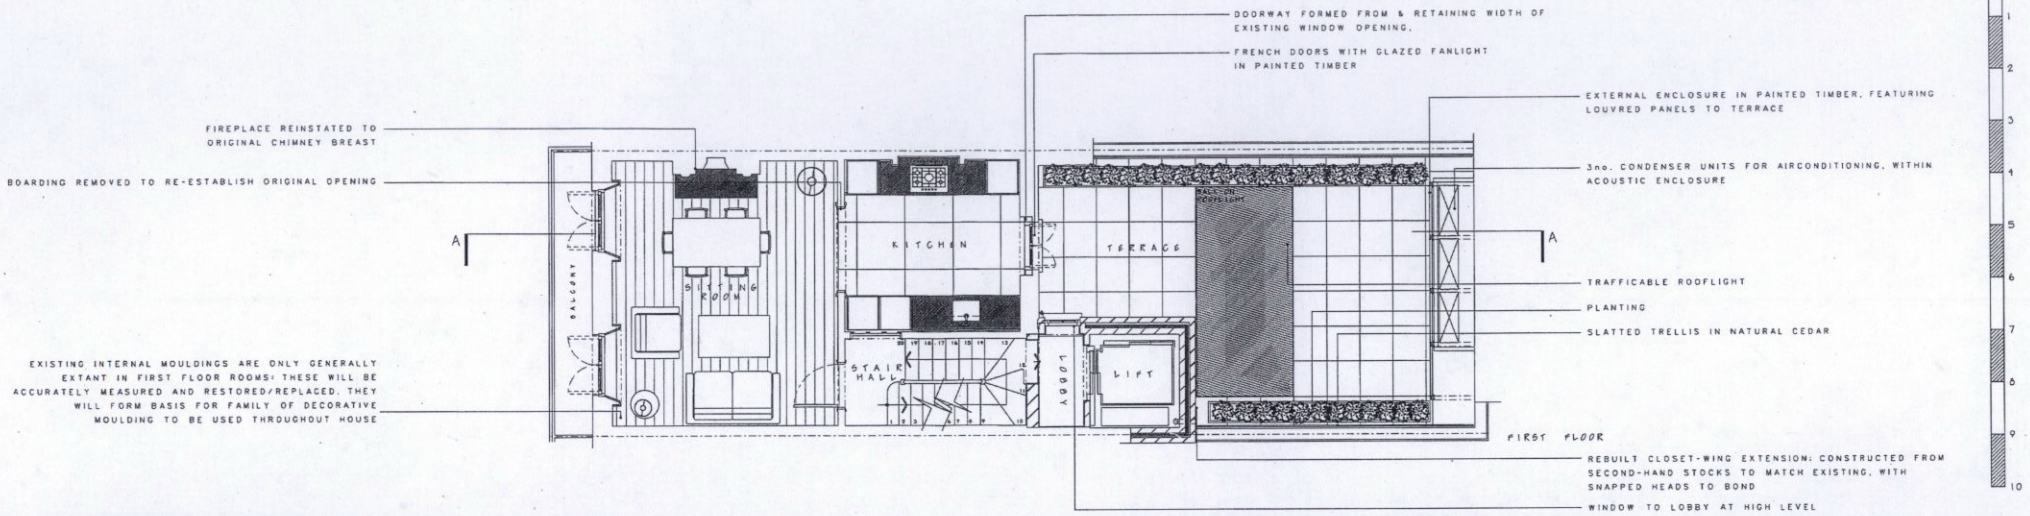 DOORWAY FORMED FROM & RETAINING WIDTH OF
EXISTING WINDOW OPENING.
FRENCH DOORS WITH GLAZED FANLIGHT
IN PAINTED TIMBER
EXTERNAL ENCLOSURE IN PAINTED TIMBER, FEATURING
LOUVRED PANELS TO TERRACE
3no. CONDENSER UNITS FOR AIRCONDITIONING, WITHIN
ACOUSTIC ENCLOSURE
FIREPLACE REINSTATED TO
ORIGINAL CHIMNEY BREAST
BOARDING REMOVED TO RE-ESTABLISH ORIGINAL OPENING
EXISTING INTERNAL MOULDINGS ARE ONLY GENERALLY
EXTANT IN FIRST FLOOR ROOMS: THESE WILL BE
ACCURATELY MEASURED AND RESTORED/REPLACED. THEY
WILL FORM BASIS FOR FAMILY OF DECORATIVE
MOULDING TO BE USED THROUGHOUT HOUSE
A
BALCONY
SITTING
ROOM
KITCHEN
STAIR
HALL
LOBBY
LIFT
TERRACE
WALK-ON
ROOFLIGHT
A
TRAFFICABLE ROOFLIGHT
PLANTING
SLATTED TRELLIS IN NATURAL CEDAR
FIRST FLOOR
REBUILT CLOSET-WING EXTENSION: CONSTRUCTED FROM
SECOND-HAND STOCKS TO MATCH EXISTING, WITH
SNAPPED HEADS TO BOND
WINDOW TO LOBBY AT HIGH LEVEL
1
2
3
4
5
6
7
8
9
10